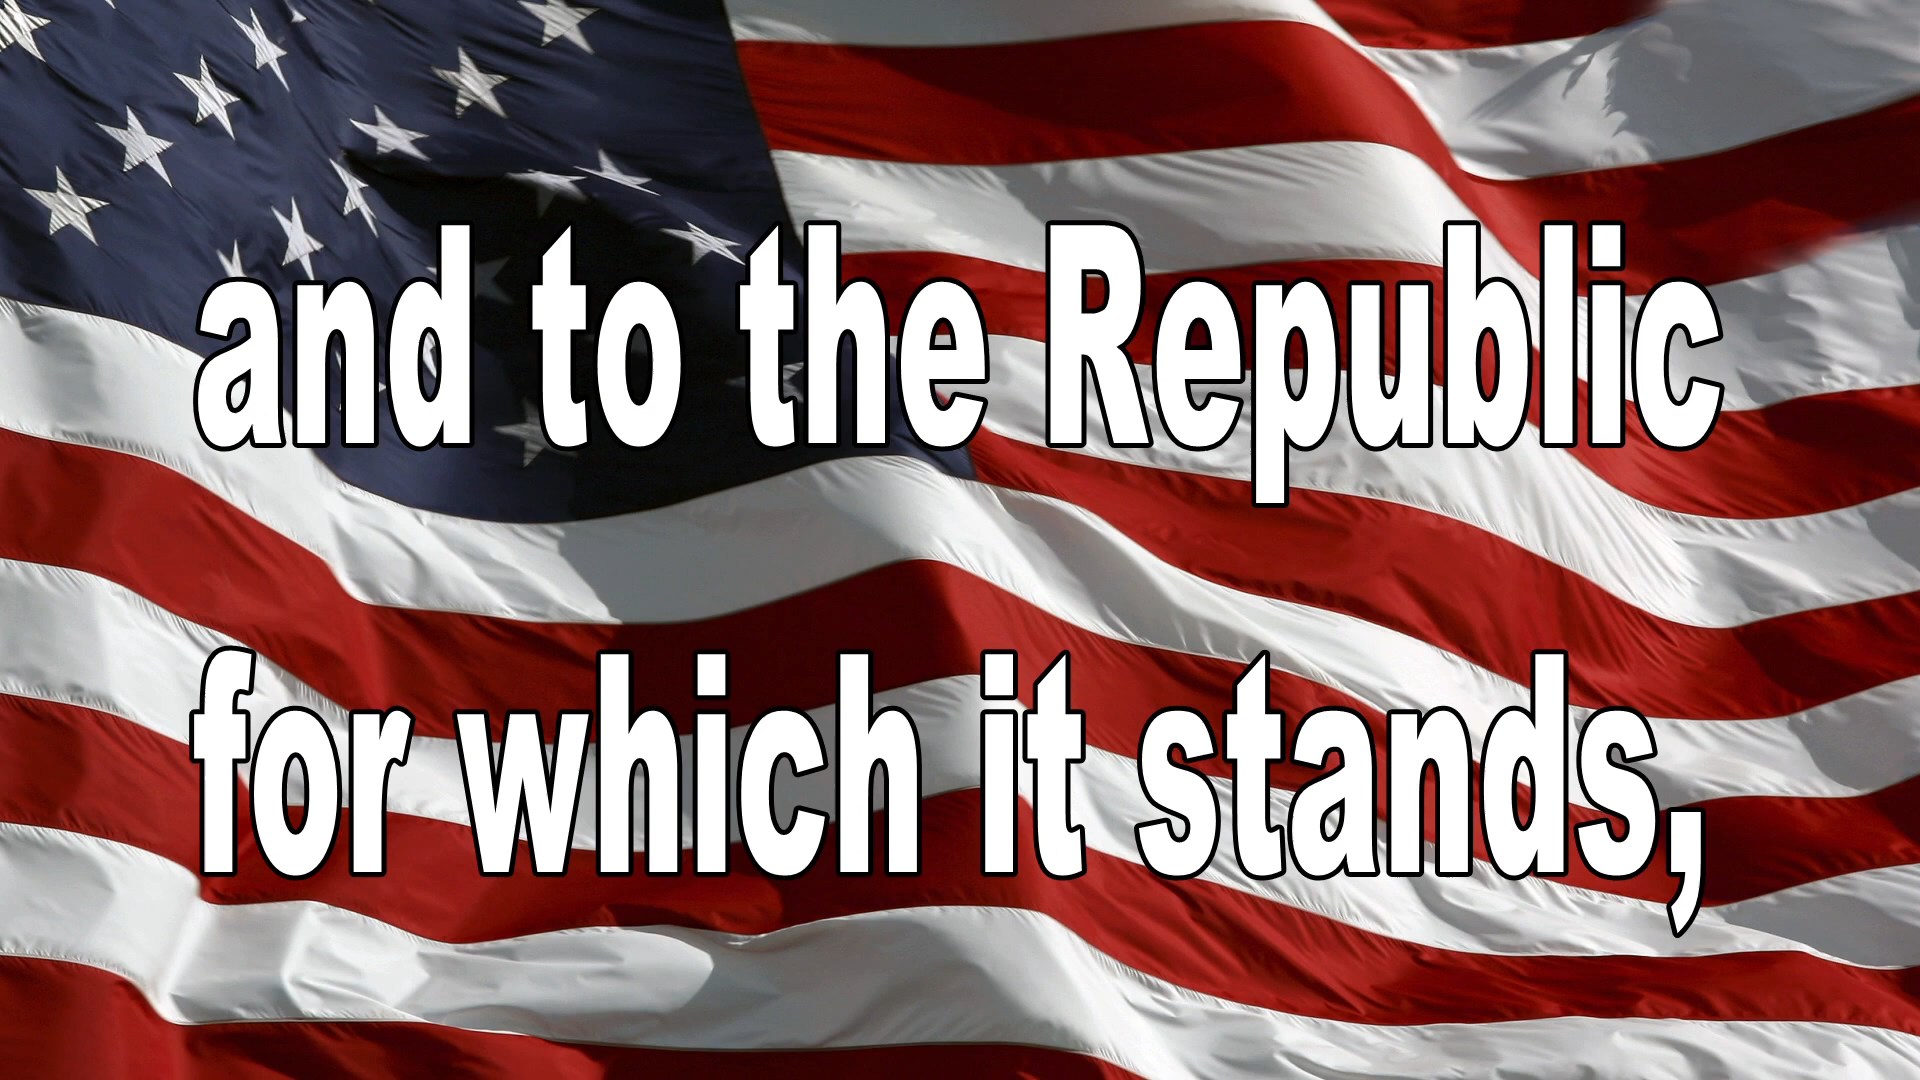 and to the Republic
for which it stands,